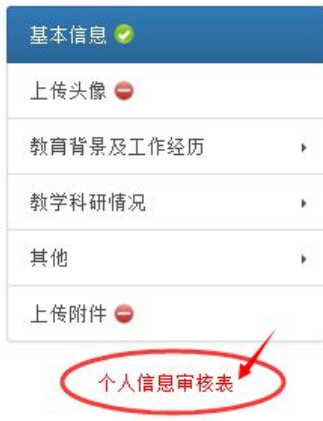 基本信息
上传头像
教育背景及工作经历
教学科研情况
其他
上传附件
个人信息审核表